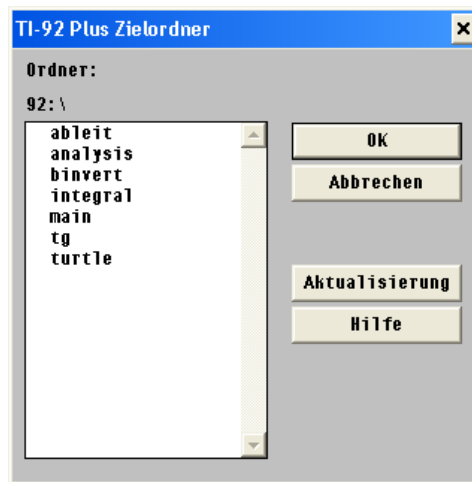 TI-92 Plus Zielordner
Ordner:
92:\
ableit
analysis
binvert
integral
main
tg
turtle
OK
Abbrechen
Aktualisierung
Hilfe